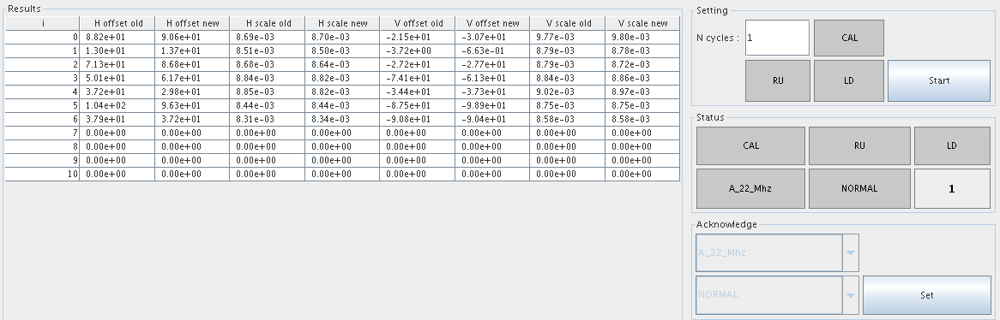 Results
i H offset old H offset new H scale old H scale new V offset old V offset new V scale old V scale new
0 8.82e+01 9.06e+01 8.69e-03 8.70e-03 -2.15e+01 -3.07e+01 9.77e-03 9.80e-03
1 1.30e+01 1.37e+01 8.51e-03 8.50e-03 -3.72e+00 -6.63e-01 8.79e-03 8.78e-03
2 7.13e+01 8.68e+01 8.68e-03 8.64e-03 -2.72e+01 -2.77e+01 8.79e-03 8.72e-03
3 5.01e+01 6.17e+01 8.84e-03 8.82e-03 -7.41e+01 -6.13e+01 8.84e-03 8.86e-03
4 3.72e+01 2.98e+01 8.85e-03 8.82e-03 -3.44e+01 -3.73e+01 9.02e-03 8.97e-03
5 1.04e+02 9.63e+01 8.44e-03 8.44e-03 -8.75e+01 -9.89e+01 8.75e-03 8.75e-03
6 3.79e+01 3.72e+01 8.31e-03 8.34e-03 -9.08e+01 -9.04e+01 8.58e-03 8.58e-03
7 0.00e+00 0.00e+00 0.00e+00 0.00e+00 0.00e+00 0.00e+00 0.00e+00 0.00e+00
8 0.00e+00 0.00e+00 0.00e+00 0.00e+00 0.00e+00 0.00e+00 0.00e+00 0.00e+00
9 0.00e+00 0.00e+00 0.00e+00 0.00e+00 0.00e+00 0.00e+00 0.00e+00 0.00e+00
10 0.00e+00 0.00e+00 0.00e+00 0.00e+00 0.00e+00 0.00e+00 0.00e+00 0.00e+00
Setting
N cycles : 1 CAL
RU LD Start
Status
CAL RU LD
A_22_Mhz NORMAL 1
Acknowledge
A_22_Mhz
NORMAL Set